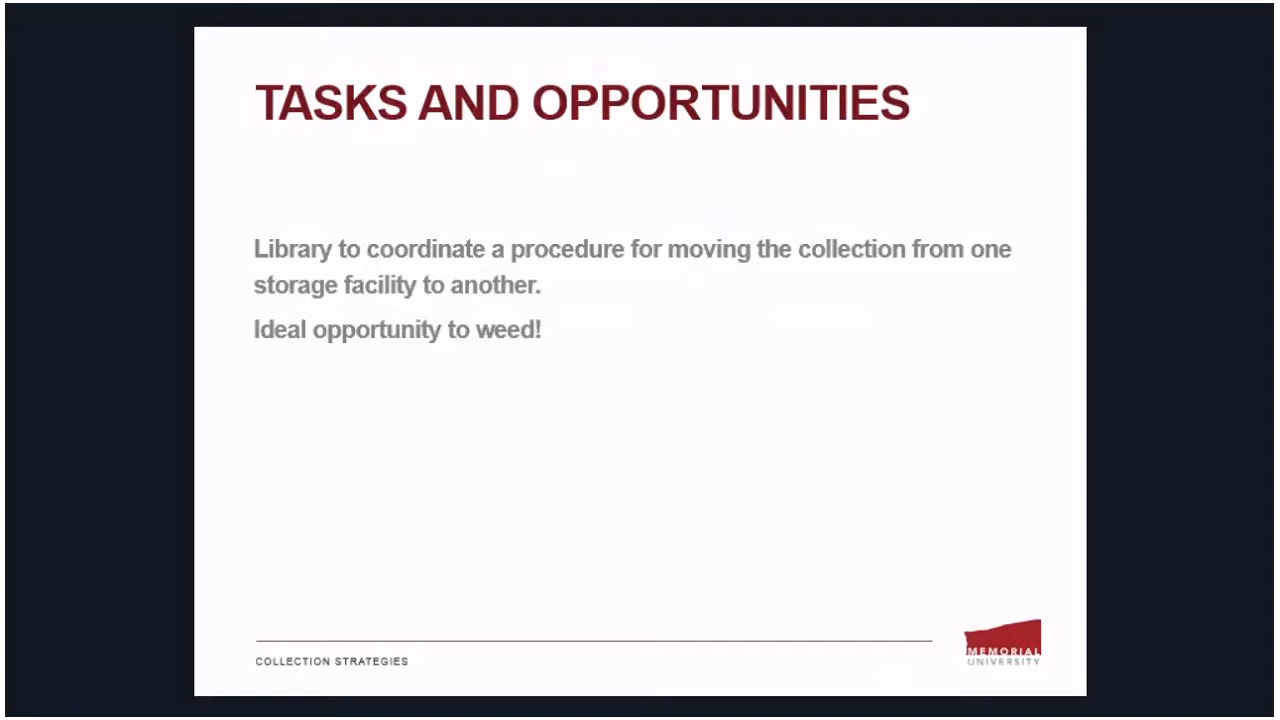 TASKS AND OPPORTUNITIES
Library to coordinate a procedure for moving the collection from one
storage facility to another.
Ideal opportunity to weed!
COLLECTION STRATEGIES
MEMORIAL
UNIVERSITY